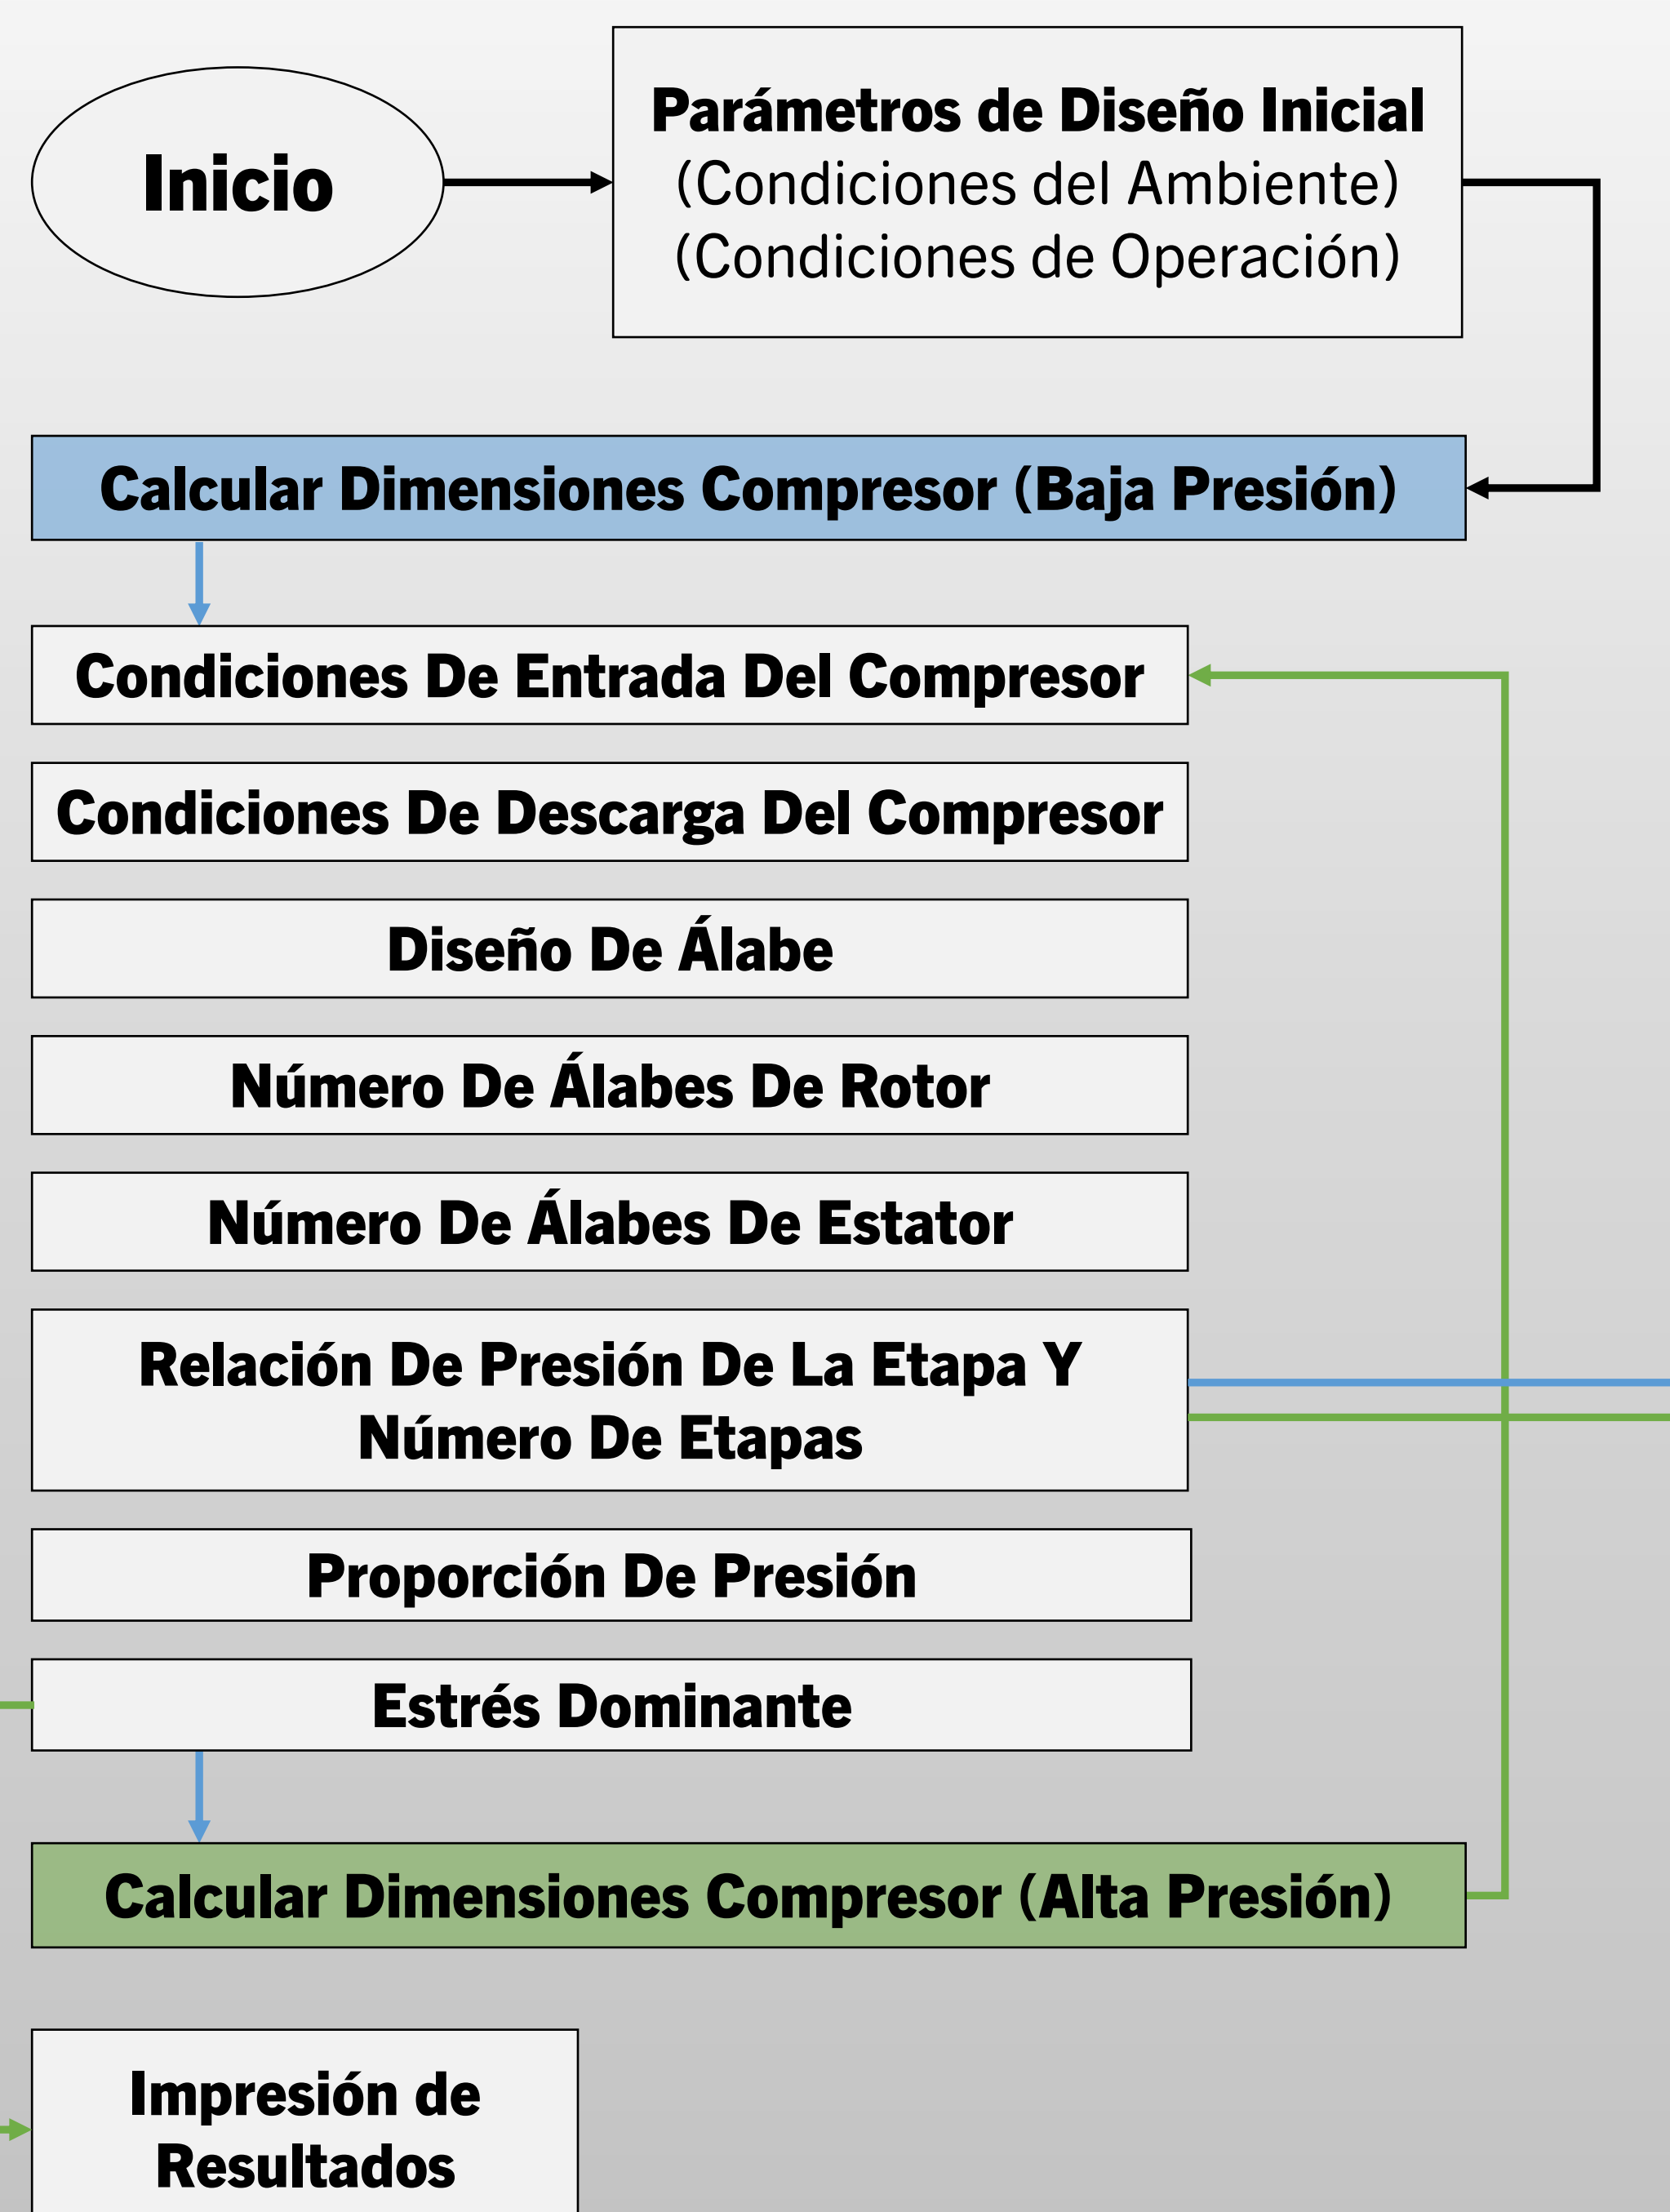 Inicio
Parámetros de Diseño Inicial
(Condiciones del Ambiente)
(Condiciones de Operación)
Calcular Dimensiones Compresor (Baja Presión)
Condiciones De Entrada Del Compresor
Condiciones De Descarga Del Compresor
Diseño De Álabe
Número De Álabes De Rotor
Número De Álabes De Estator
Relación De Presión De La Etapa Y
Número De Etapas
Proporción De Presión
Estrés Dominante
Calcular Dimensiones Compresor (Alta Presión)
Impresión de
Resultados